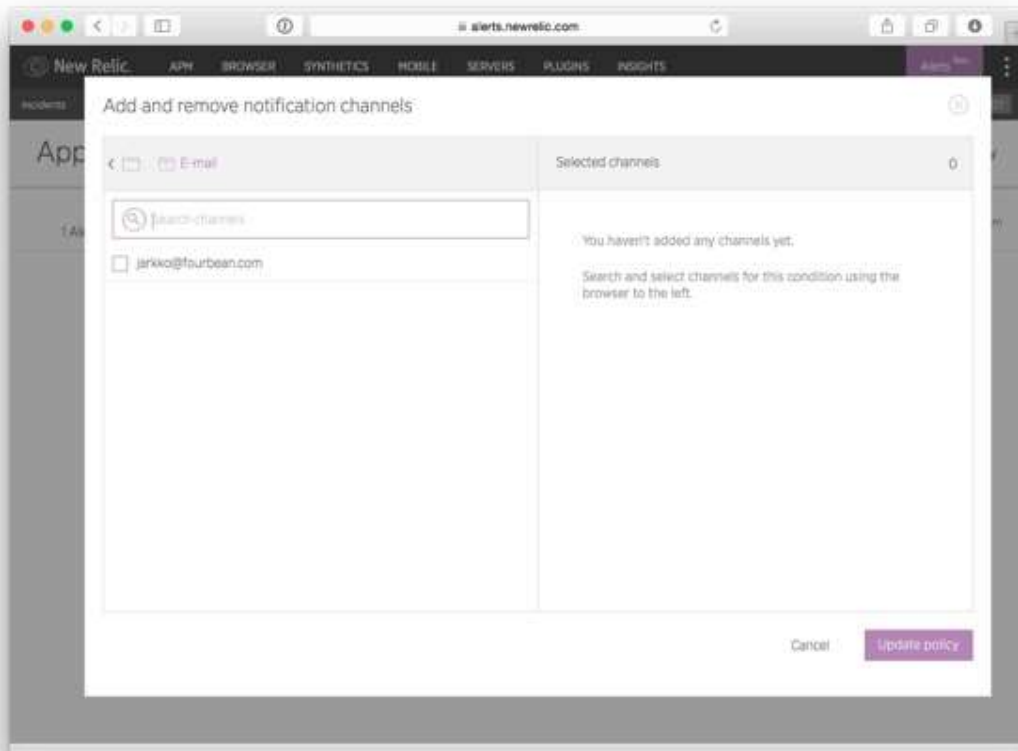 alerts.newrelic.com
New Relic. APM BROWSER SYNTHETICS MOBILE SERVERS PLUGINS INSIGHTS Alerts
Incidents
Add and remove notification channels
App
E-mail
Selected channels 0
Search channels
You haven't added any channels yet.
jarkko@fourbean.com
Search and select channels for this condition using the
browser to the left.
Cancel Update policy